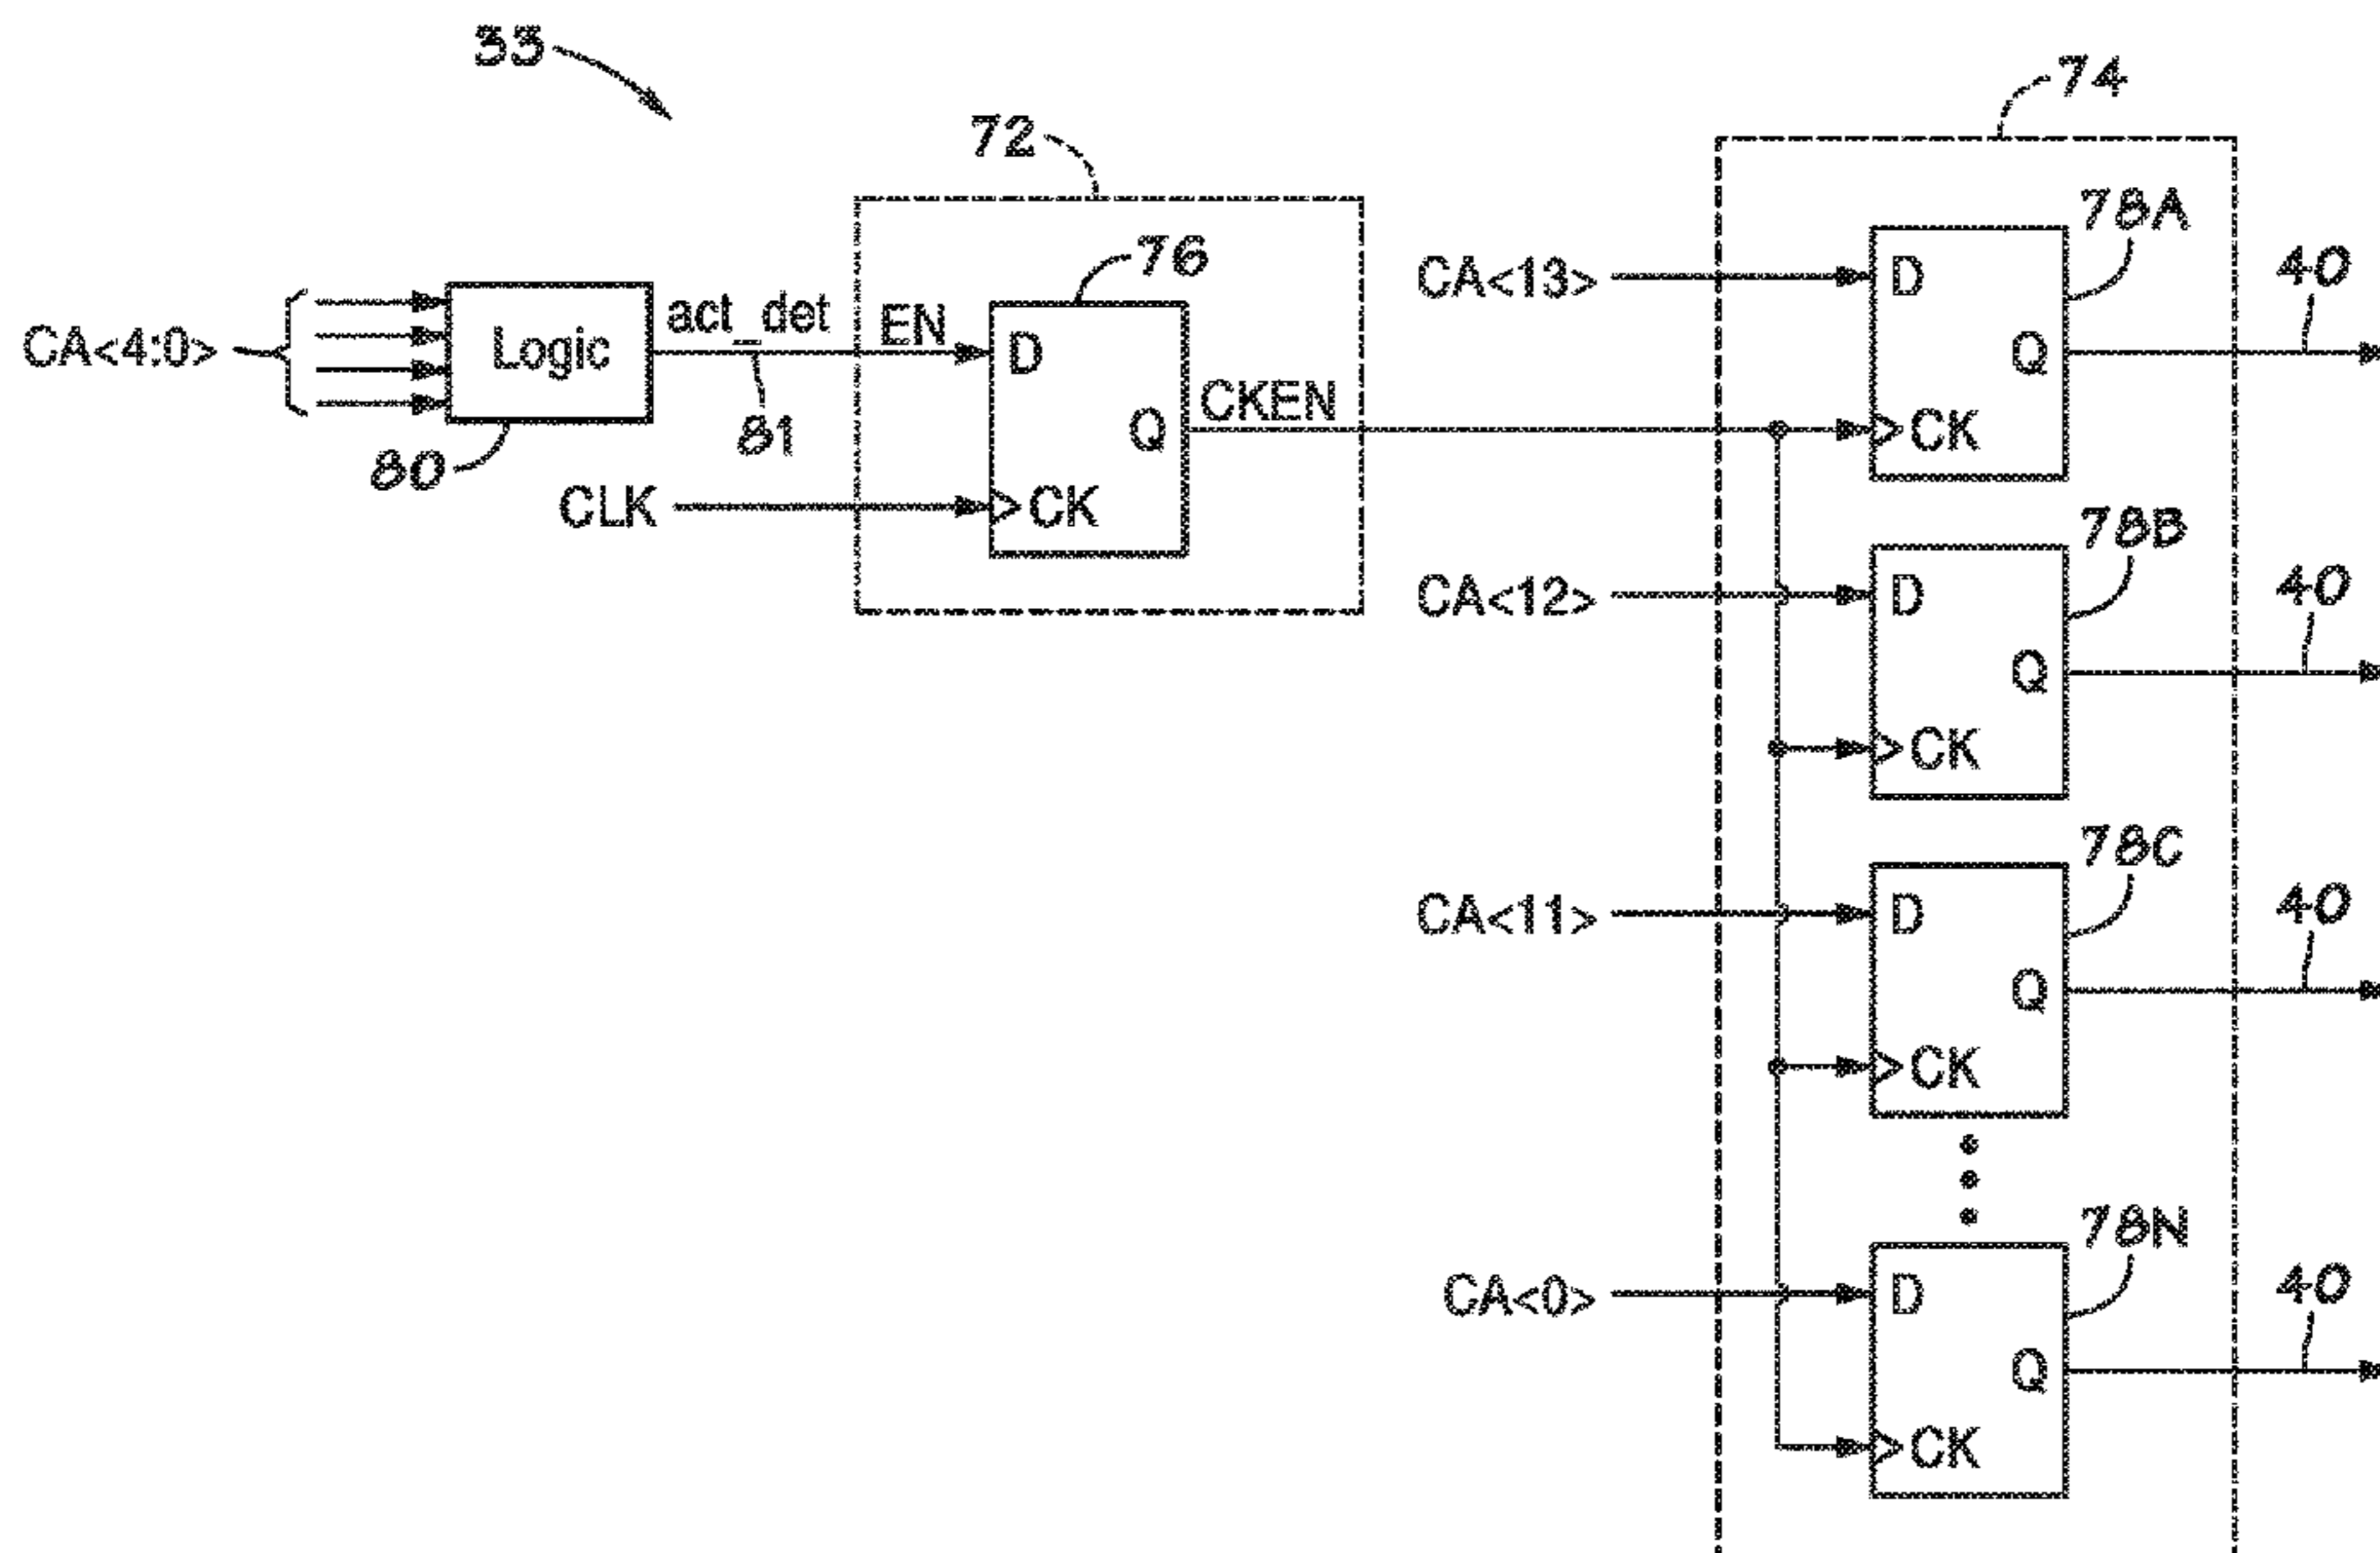 33
74
72
78A
76
CA<13>
D
40
act_det
EN
CA<4:0>
Logic
D
Q
CKEN
Q
81
CK
80
CLK
CK
78B
CA<12>
D
40
Q
CK
78C
CA<11>
D
40
Q
CK
78N
CA<0>
D
40
Q
CK